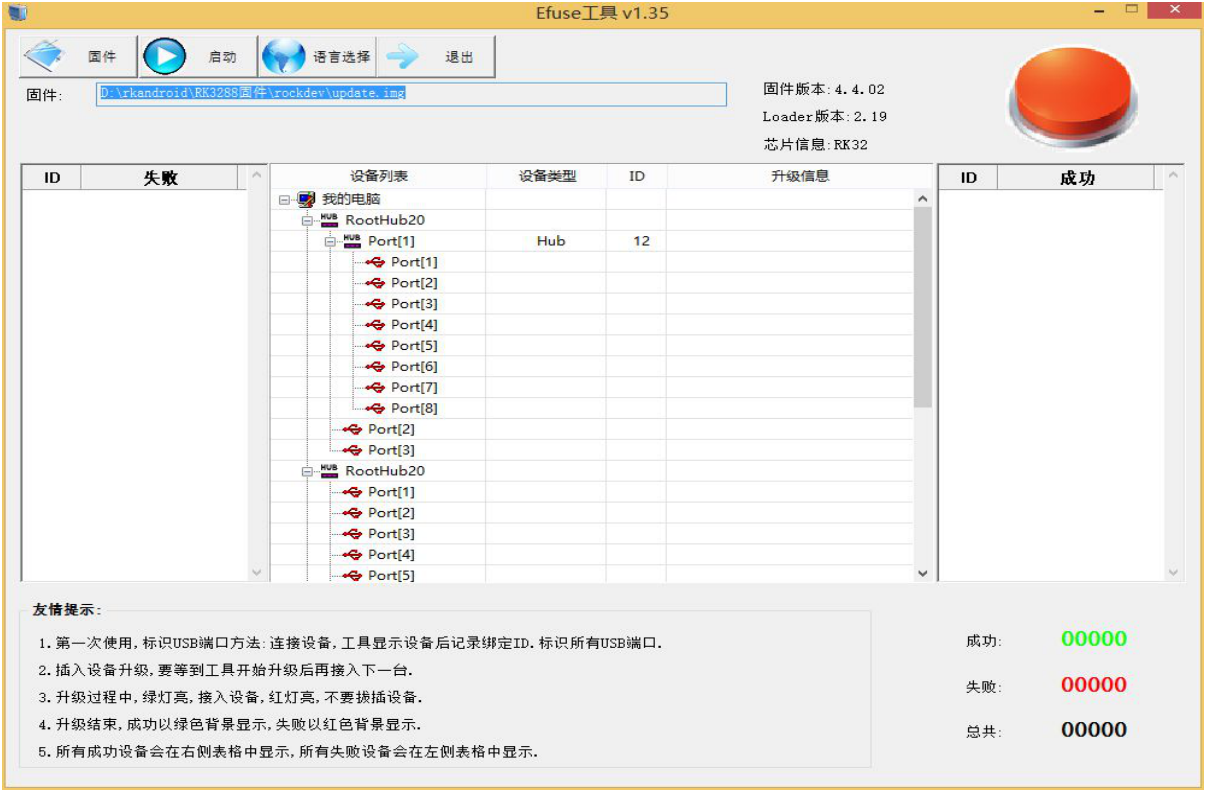 Efuse工具 v1.35
固件 启动 语言选择 退出
固件: D:\rkandroid\RK3288固件\rockdev\update.img
固件版本:4.4.02
Loader版本:2.19
芯片信息:RK32
ID 失败 设备列表 设备类型 ID 升级信息 ID 成功
我的电脑
HUB RootHub20
HUB Port[1] Hub 12
Port[1]
Port[2]
Port[3]
Port[4]
Port[5]
Port[6]
Port[7]
Port[8]
Port[2]
Port[3]
HUB RootHub20
Port[1]
Port[2]
Port[3]
Port[4]
Port[5]
友情提示:
1.第一次使用,标识USB端口方法:连接设备,工具显示设备后记录绑定ID.标识所有USB端口.
2.插入设备升级,要等到工具开始升级后再接入下一台.
3.升级过程中,绿灯亮,接入设备,红灯亮,不要拔插设备.
4.升级结束,成功以绿色背景显示,失败以红色背景显示.
5.所有成功设备会在右侧表格中显示,所有失败设备会在左侧表格中显示.
成功: 00000
失败: 00000
总共: 00000